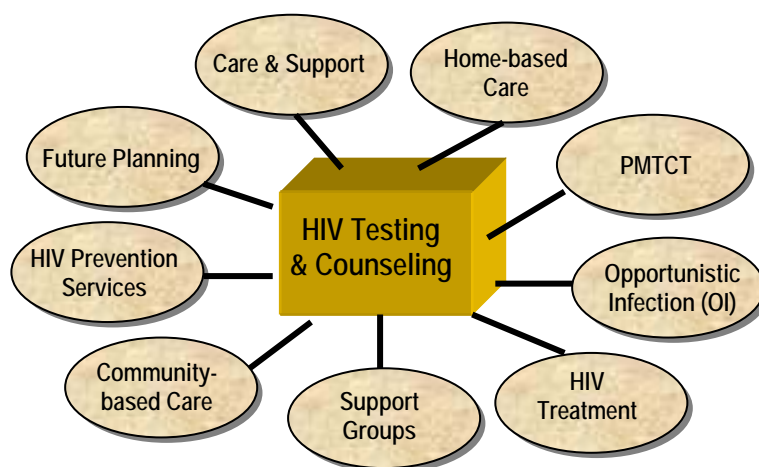 Care & Support
Home-based
Care
Future Planning
PMTCT
HIV Testing
& Counseling
HIV Prevention
Services
Opportunistic
Infection (OI)
Community-
based Care
Support
Groups
HIV
Treatment